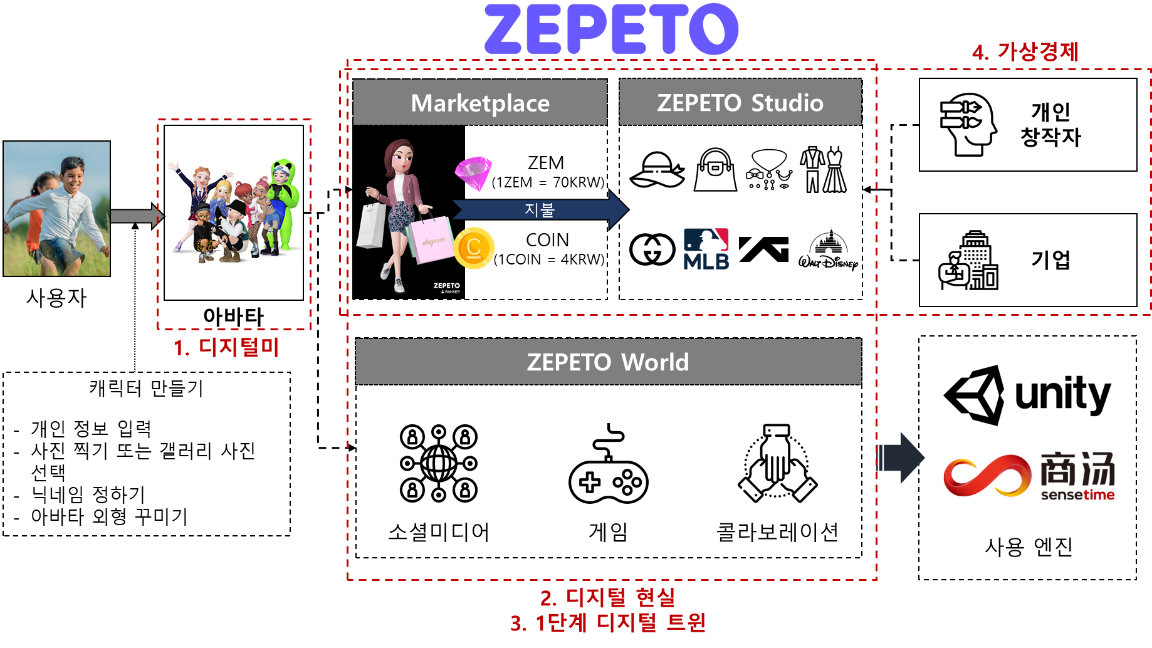 ZEPETO
4. 가상경제
Marketplace
ZEPETO Studio
개인
창작자
ZEM
(1ZEM = 70KRW)
지불
COIN
(1COIN = 4KRW)
C
ZEPETO
MLB
YG
WALT DISNEY
기업
사용자
아바타
1. 디지털미
캐릭터 만들기
- 개인 정보 입력
- 사진 찍기 또는 갤러리 사진
선택
- 닉네임 정하기
- 아바타 외형 꾸미기
ZEPETO World
소셜미디어
게임
콜라보레이션
unity
商汤
sensetime
사용 엔진
2. 디지털 현실
3. 1단계 디지털 트윈